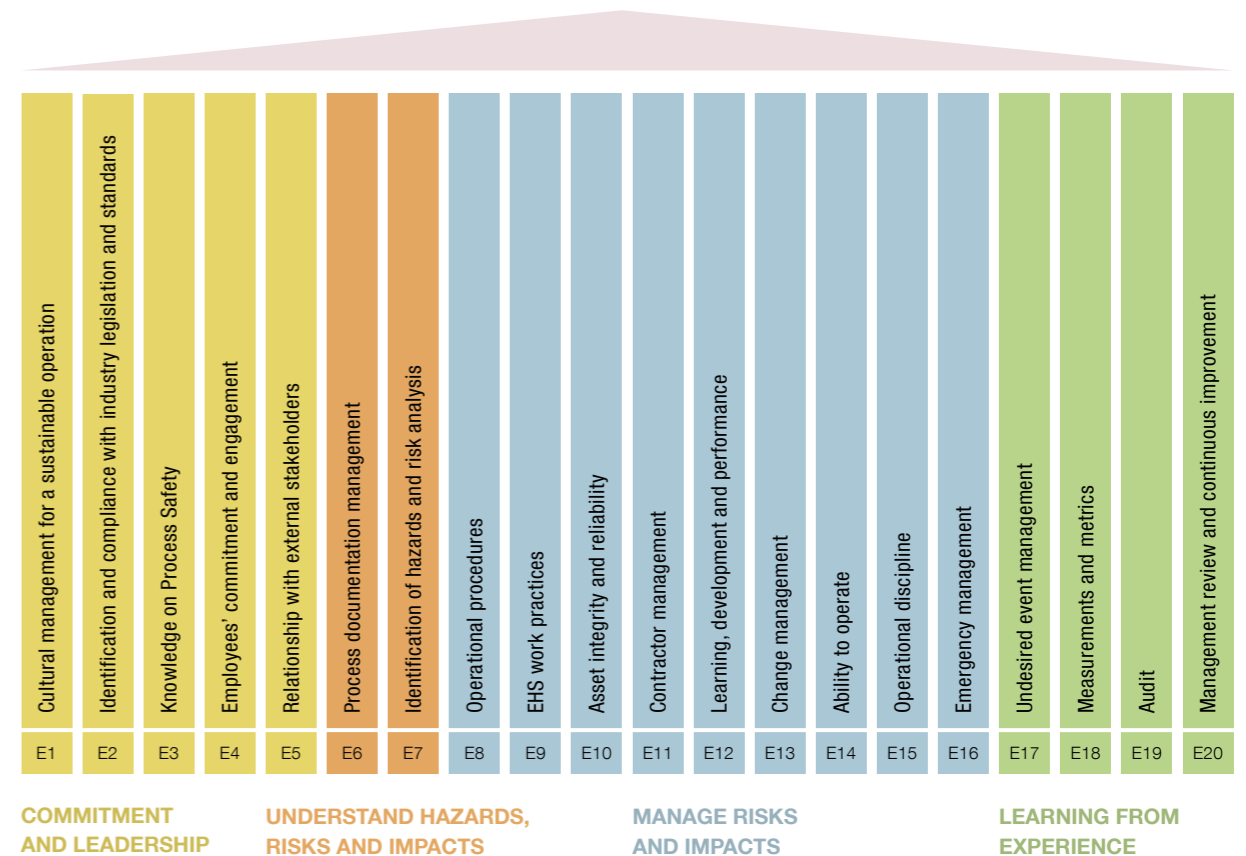 Cultural management for a sustainable operation
Identification and compliance with industry legislation and standards
Knowledge on Process Safety
Employees’ commitment and engagement
Relationship with external stakeholders
Process documentation management
Identification of hazards and risk analysis
Operational procedures
EHS work practices
Asset integrity and reliability
Contractor management
Learning, development and performance
Change management
Ability to operate
Operational discipline
Emergency management
Undesired event management
Measurements and metrics
Audit
Management review and continuous improvement
E1
E2
E3
E4
E5
E6
E7
E8
E9
E10
E11
E12
E13
E14
E15
E16
E17
E18
E19
E20
COMMITMENT
AND LEADERSHIP
UNDERSTAND HAZARDS,
RISKS AND IMPACTS
MANAGE RISKS
AND IMPACTS
LEARNING FROM
EXPERIENCE